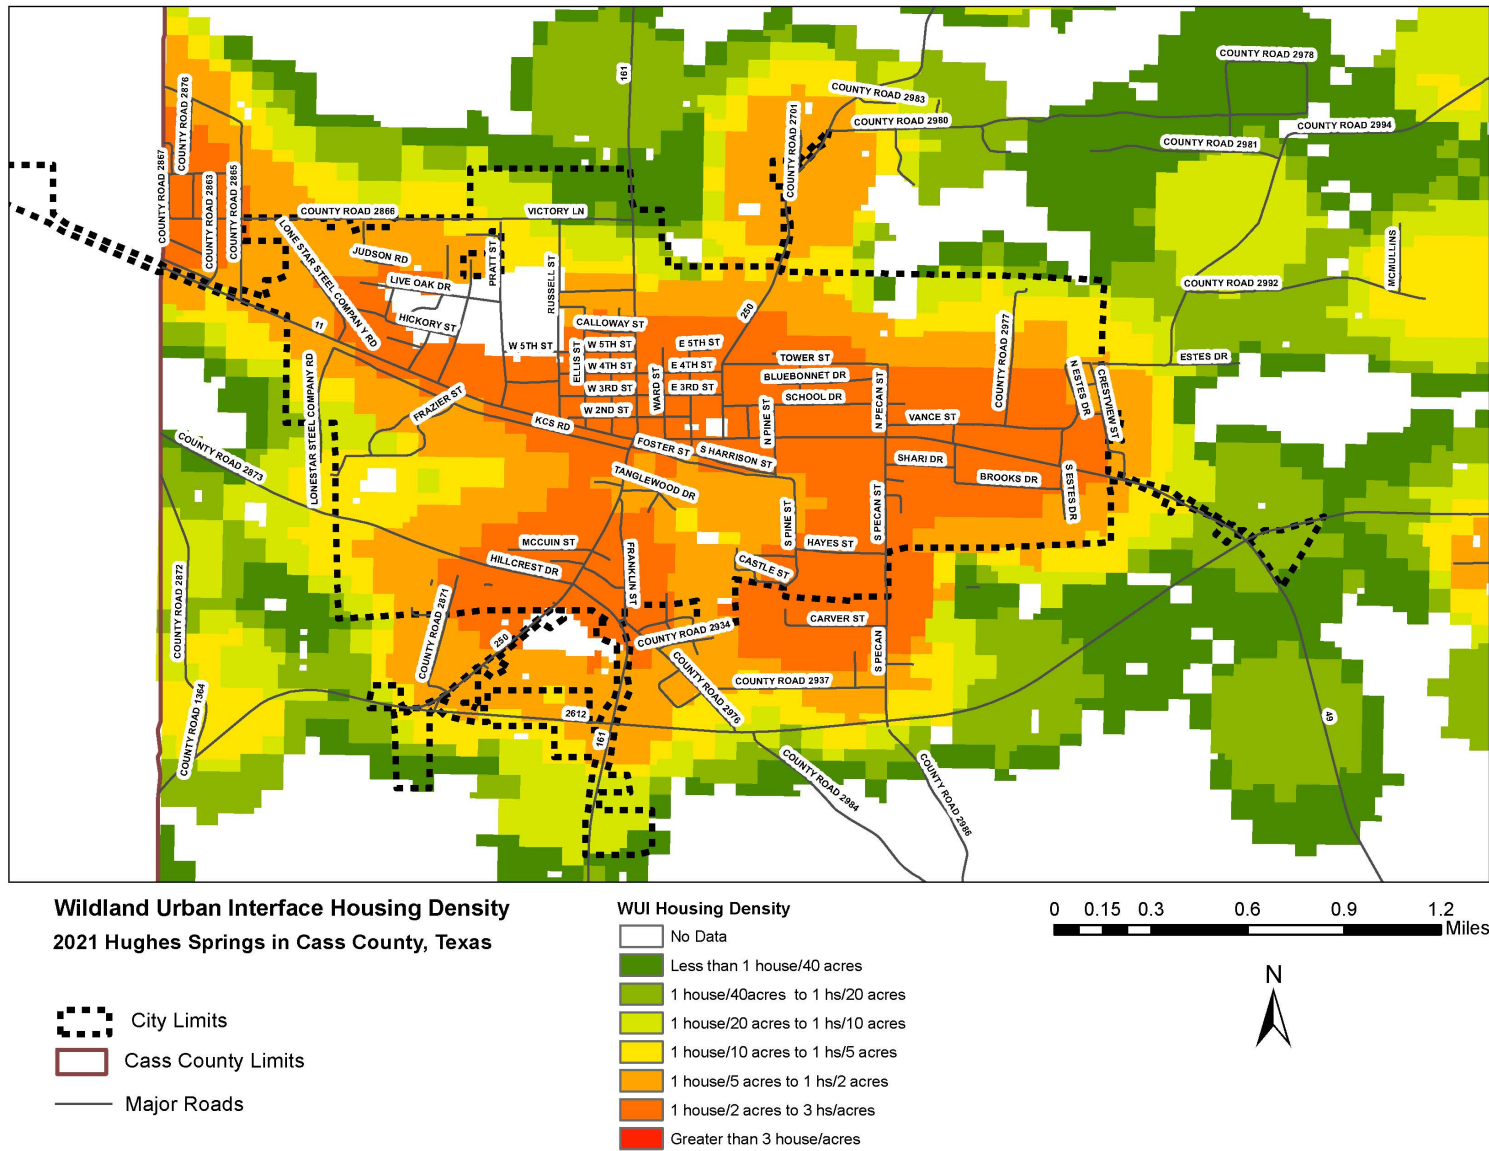 COUNTY ROAD 2978
161
COUNTY ROAD 2876
COUNTY ROAD 2983
COUNTY ROAD 2980
COUNTY ROAD 2994
COUNTY ROAD 2981
COUNTY ROAD 2701
COUNTY ROAD 2867
COUNTY ROAD 2863
COUNTY ROAD 2865
COUNTY ROAD 2866
VICTORY LN
LONE STAR STEEL COMPANY RD
JUDSON RD
PRATT ST
MCMULLINS
LIVE OAK DR
RUSSELL ST
COUNTY ROAD 2992
HICKORY ST
11
CALLOWAY ST
250
W 5TH ST
W 5TH ST
E 5TH ST
COUNTY ROAD 2977
ELLIS ST
W 4TH ST
WARD ST
E 4TH ST
TOWER ST
ESTES DR
BLUEBONNET DR
W 3RD ST
E 3RD ST
N PECAN ST
N ESTES DR
CRESTVIEW ST
SCHOOL DR
LONESTAR STEEL COMPANY RD
FRAZIER ST
W 2ND ST
N PINE ST
VANCE ST
KCS RD
COUNTY ROAD 2873
FOSTER ST
S HARRISON ST
SHARI DR
TANGLEWOOD DR
BROOKS DR
S ESTES DR
S PINE ST
S PECAN ST
MCCUIN ST
HAYES ST
HILLCREST DR
FRANKLIN ST
CASTLE ST
COUNTY ROAD 2872
COUNTY ROAD 2871
CARVER ST
250
COUNTY ROAD 2934
S PECAN
COUNTY ROAD 2976
COUNTY ROAD 2937
COUNTY ROAD 1364
2612
161
49
COUNTY ROAD 2984
COUNTY ROAD 2986
Wildland Urban Interface Housing Density
2021 Hughes Springs in Cass County, Texas
City Limits
Cass County Limits
Major Roads
WUI Housing Density
No Data
Less than 1 house/40 acres
1 house/40acres to 1 hs/20 acres
1 house/20 acres to 1 hs/10 acres
1 house/10 acres to 1 hs/5 acres
1 house/5 acres to 1 hs/2 acres
1 house/2 acres to 3 hs/acres
Greater than 3 house/acres
0 0.15 0.3 0.6 0.9 1.2
Miles
N